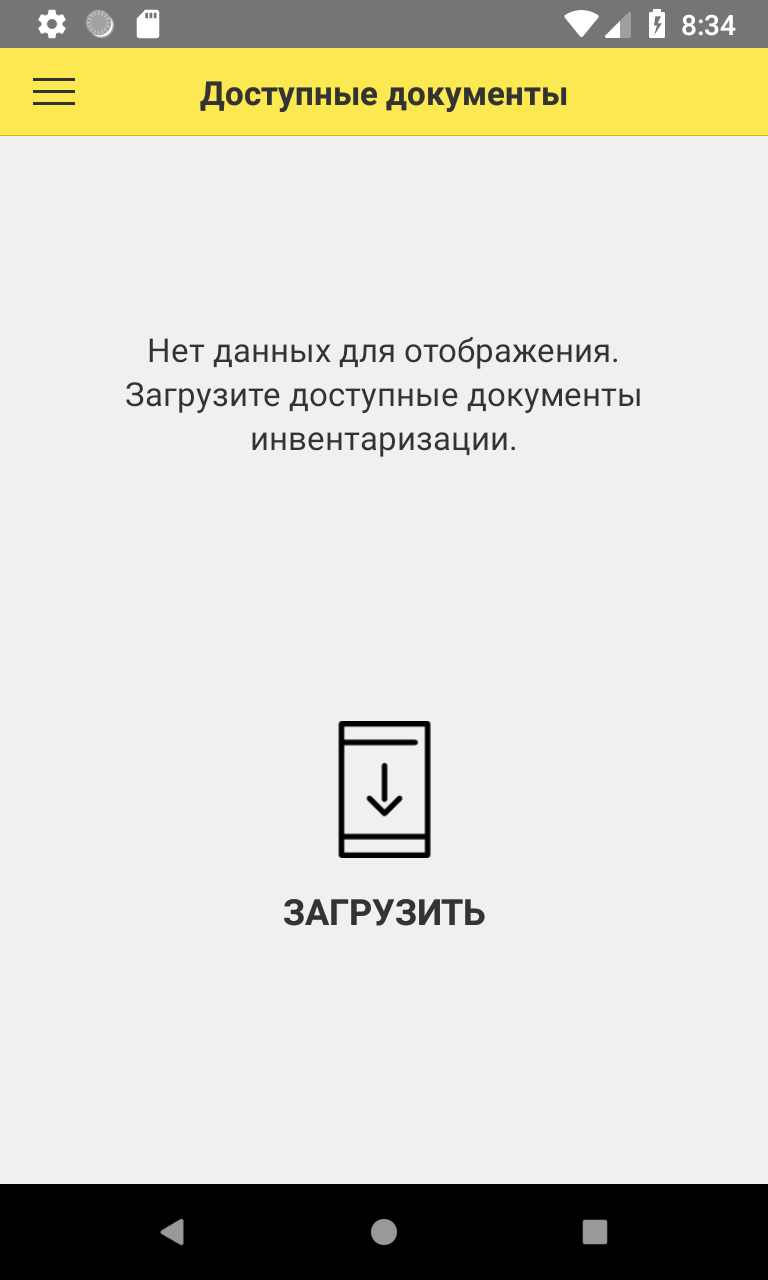 8:34
Доступные документы
Нет данных для отображения.
Загрузите доступные документы
инвентаризации.
ЗАГРУЗИТЬ